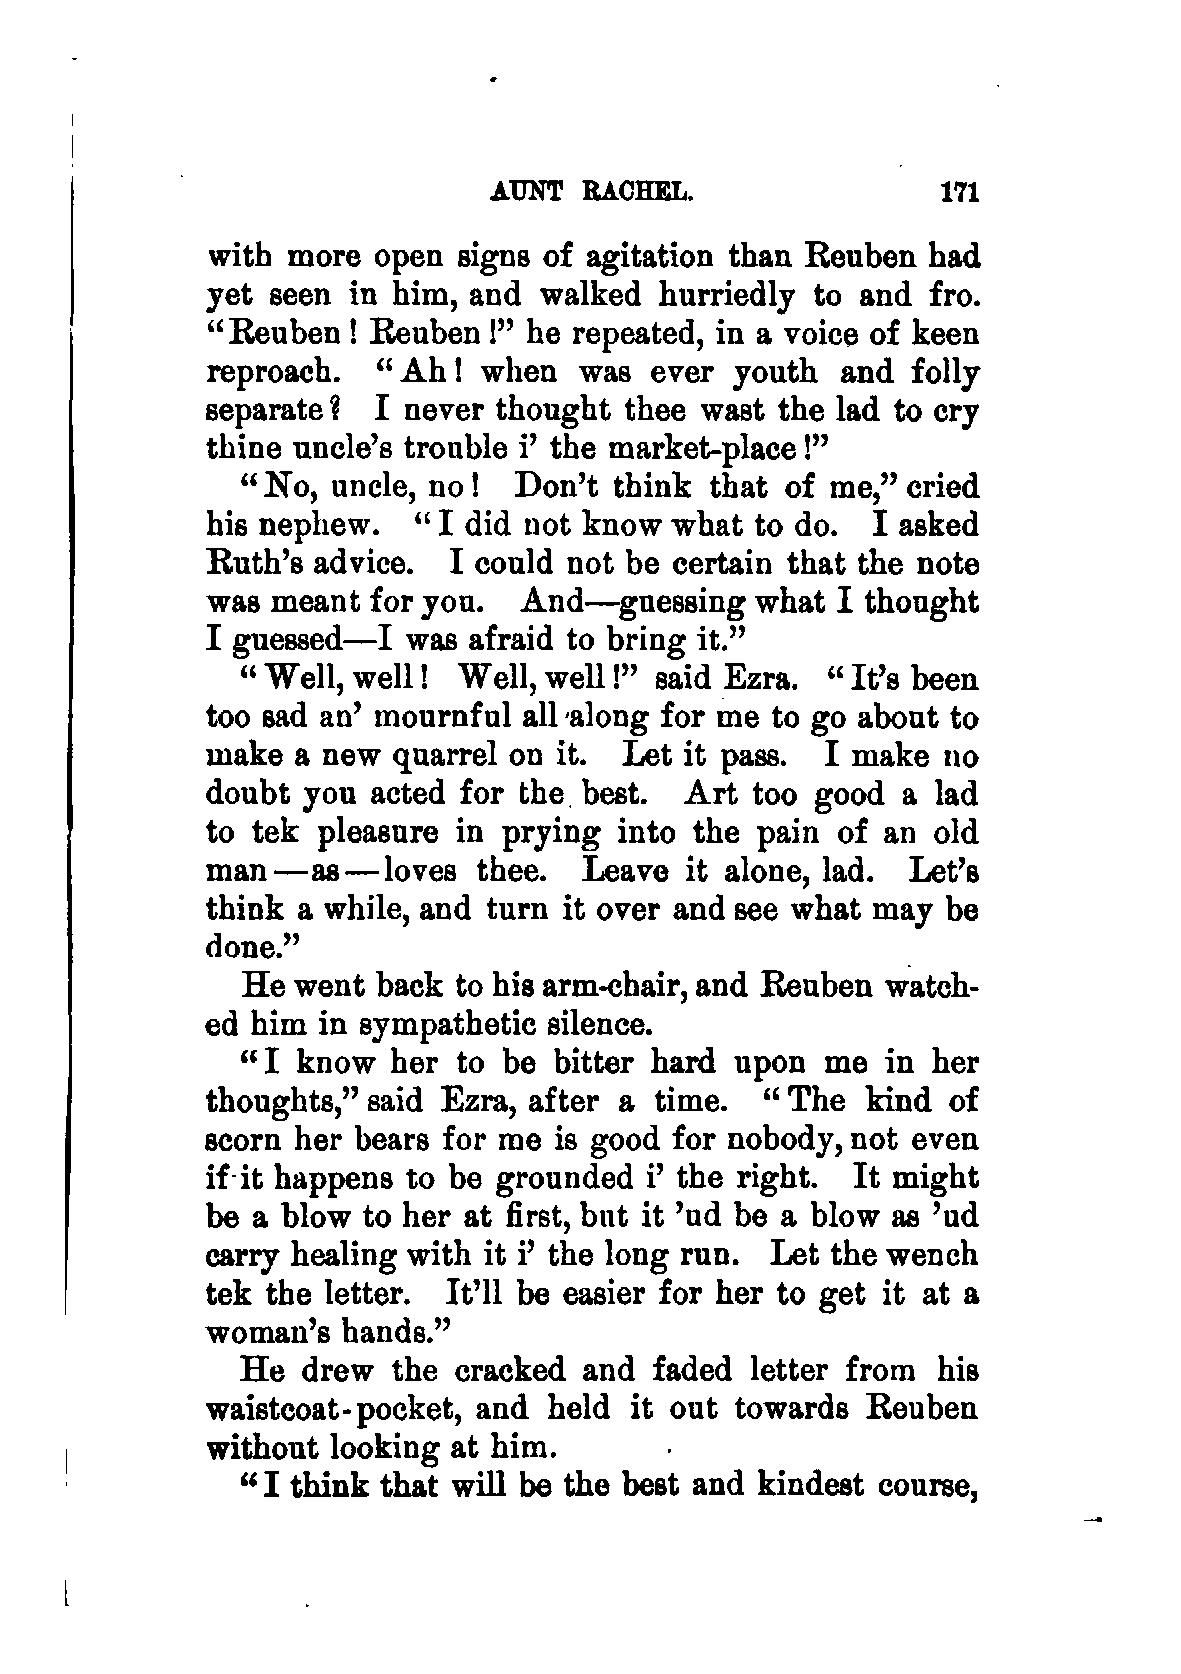 AUNT RACHEL. 171
with more open signs of agitation than Reuben had
yet seen in him, and walked hurriedly to and fro.
“Reuben! Reuben!” he repeated, in a voice of keen
reproach. “Ah! when was ever youth and folly
separate? I never thought thee wast the lad to cry
thine uncle’s trouble i’ the market-place!”
“No, uncle, no! Don’t think that of me,” cried
his nephew. “I did not know what to do. I asked
Ruth’s advice. I could not be certain that the note
was meant for you. And—guessing what I thought
I guessed—I was afraid to bring it.”
“Well, well! Well, well!” said Ezra. “It’s been
too sad an’ mournful all along for me to go about to
make a new quarrel on it. Let it pass. I make no
doubt you acted for the best. Art too good a lad
to tek pleasure in prying into the pain of an old
man—as—loves thee. Leave it alone, lad. Let’s
think a while, and turn it over and see what may be
done.”
He went back to his arm-chair, and Reuben watch-
ed him in sympathetic silence.
“I know her to be bitter hard upon me in her
thoughts,” said Ezra, after a time. “The kind of
scorn her bears for me is good for nobody, not even
if it happens to be grounded i’ the right. It might
be a blow to her at first, but it ’ud be a blow as ’ud
carry healing with it i’ the long run. Let the wench
tek the letter. It’ll be easier for her to get it at a
woman’s hands.”
He drew the cracked and faded letter from his
waistcoat-pocket, and held it out towards Reuben
without looking at him.
“I think that will be the best and kindest course,